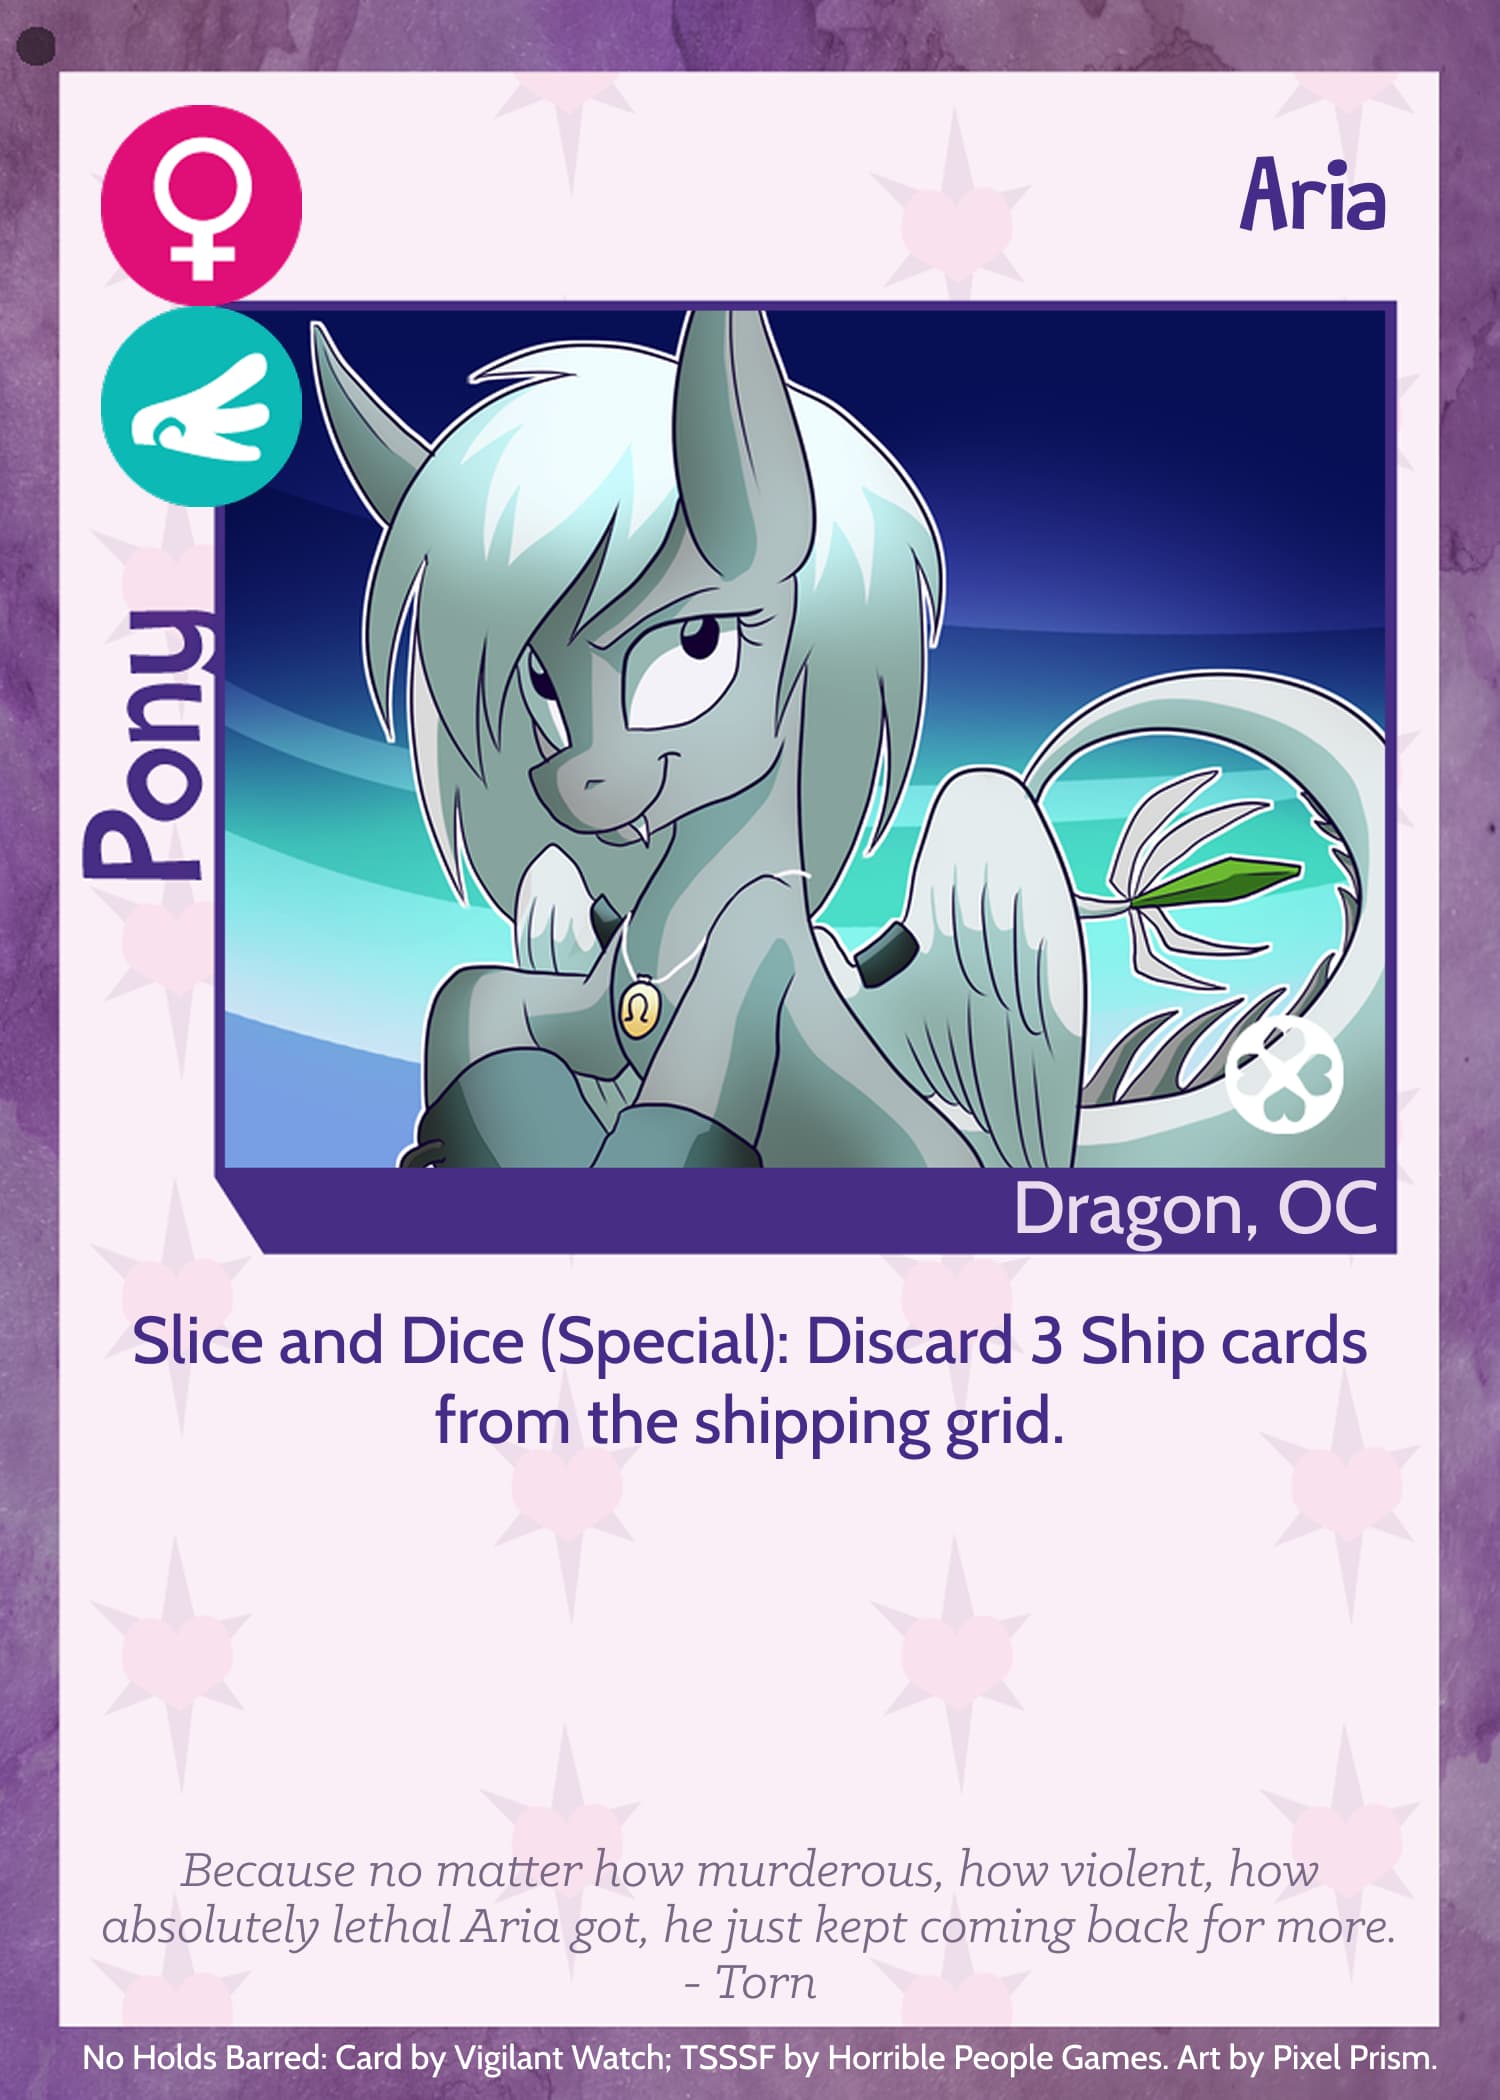 Aria
Pony
Ω
Dragon, OC
Slice and Dice (Special): Discard 3 Ship cards
from the shipping grid.
Because no matter how murderous, how violent, how
absolutely lethal Aria got, he just kept coming back for more.
- Torn
No Holds Barred: Card by Vigilant Watch; TSSSF by Horrible People Games. Art by Pixel Prism.